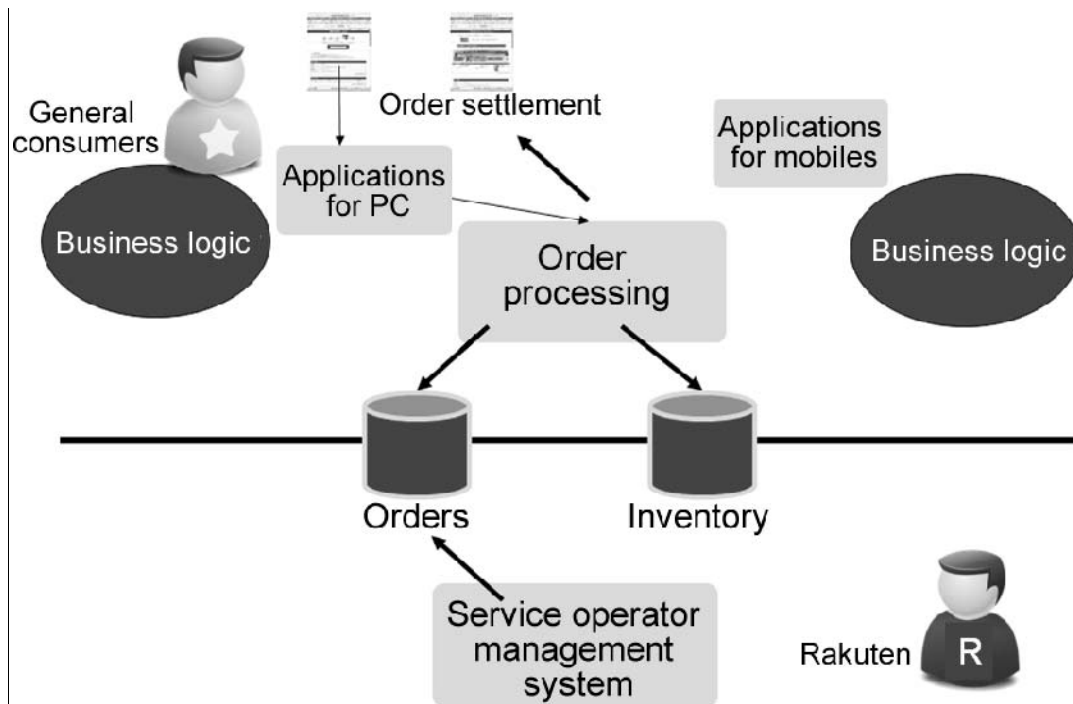 General
consumers
Order settlement
Applications
for PC
Applications
for mobiles
Business logic
Order
processing
Business logic
Orders
Inventory
Service operator
management
system
Rakuten
R